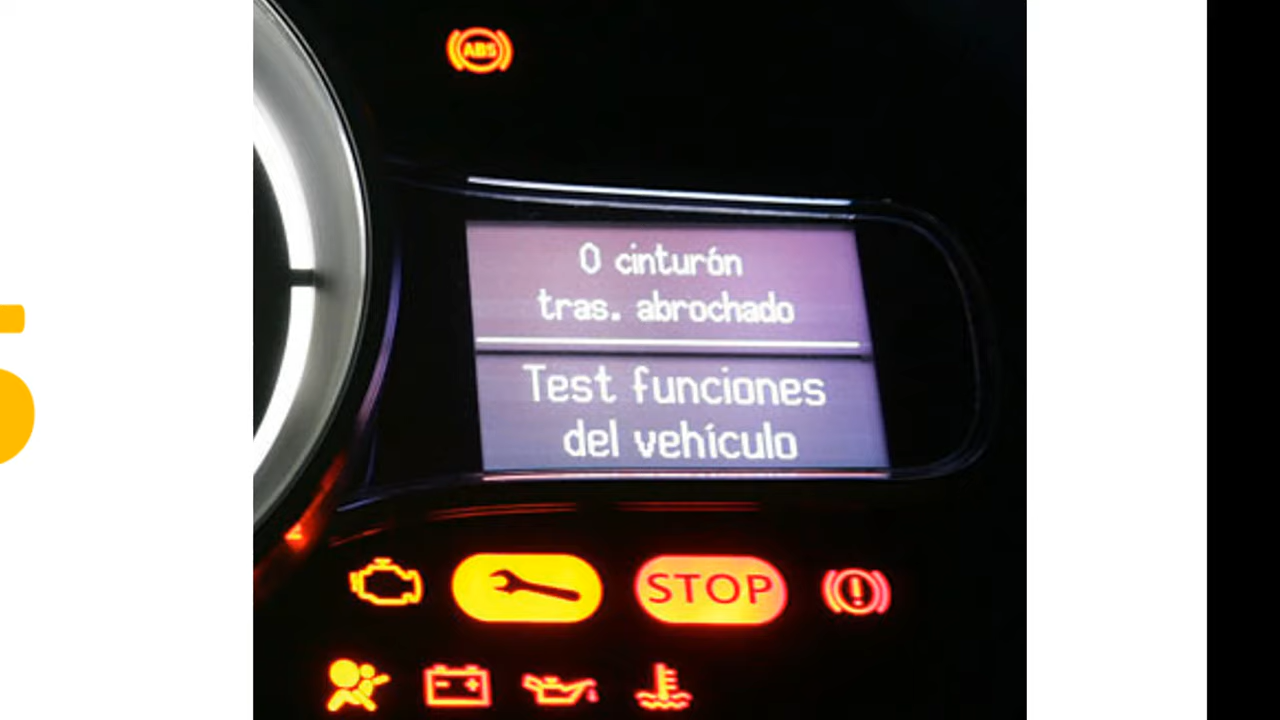 ABS
0 cinturón
tras. abrochado
Test funciones
del vehículo
STOP